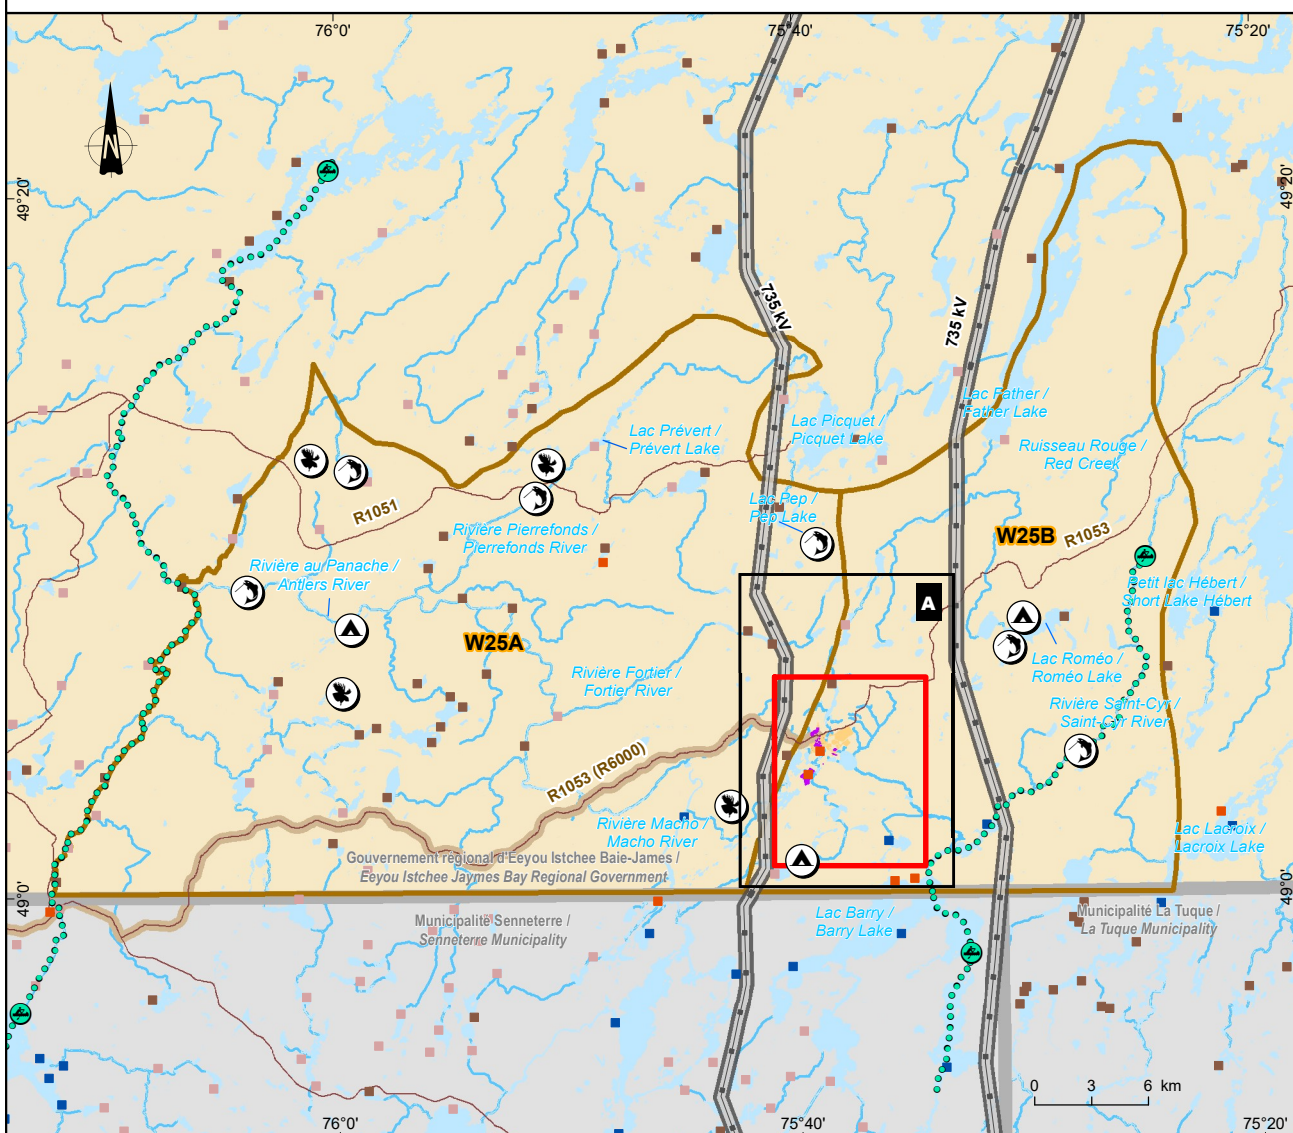 76°0'
75°40'
75°20'
N
49°20'
49°20'
735 kV
735 kV
Lac Father /
Father Lake
Lac Picquet /
Picquet Lake
Lac Prévert /
Prévert Lake
Ruisseau Rouge /
Red Creek
Lac Pep /
Pep Lake
R1051
Rivière Pierrefonds /
Pierrefonds River
W25B
R1053
Rivière au Panache /
Antlers River
Petit lac Hébert /
Short Lake Hébert
A
W25A
Lac Roméo /
Roméo Lake
Rivière Fortier /
Fortier River
Rivière Saint-Cyr /
Saint-Cyr River
R1053 (R6000)
Rivière Macho /
Macho River
Lac Lacroix /
Lacroix Lake
Gouvernement régional d'Eeyou Istchee Baie-James /
Eeyou Istchee Jaymes Bay Regional Government
49°0'
49°0'
Municipalité Senneterre /
Senneterre Municipality
Lac Barry /
Barry Lake
Municipalité La Tuque /
La Tuque Municipality
0 3 6 km
76°0'
75°40'
75°20'